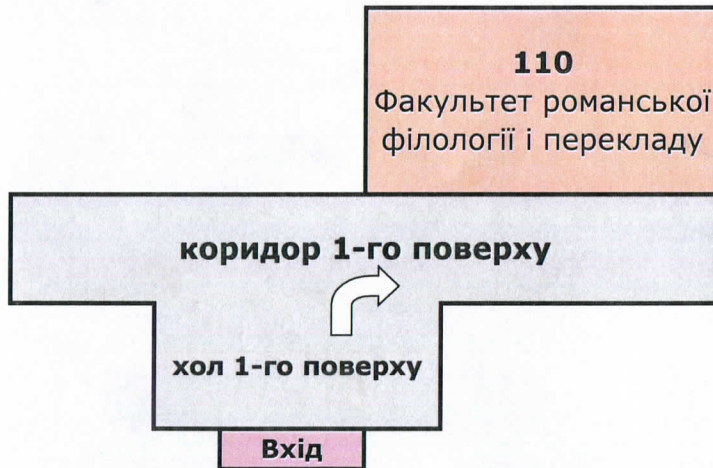 110
Факультет романської
філології і перекладу
коридор 1-го поверху
хол 1-го поверху
Вхід